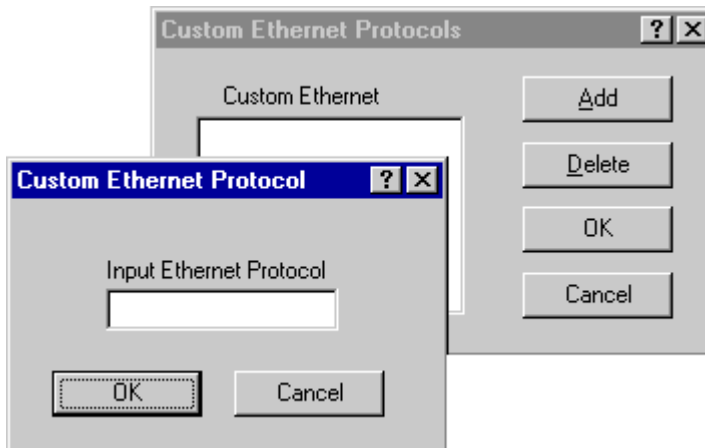 Custom Ethernet Protocols
Custom Ethernet
Add
Delete
OK
Cancel
Custom Ethernet Protocol
Input Ethernet Protocol
OK
Cancel